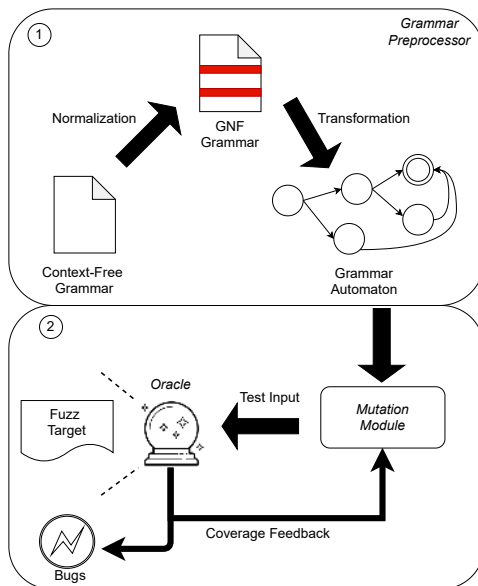 1
Grammar
Preprocessor
Normalization
GNF
Grammar
Transformation
Context-Free
Grammar
Grammar
Automaton
2
Oracle
Test Input
Fuzz
Target
Mutation
Module
Coverage Feedback
Bugs